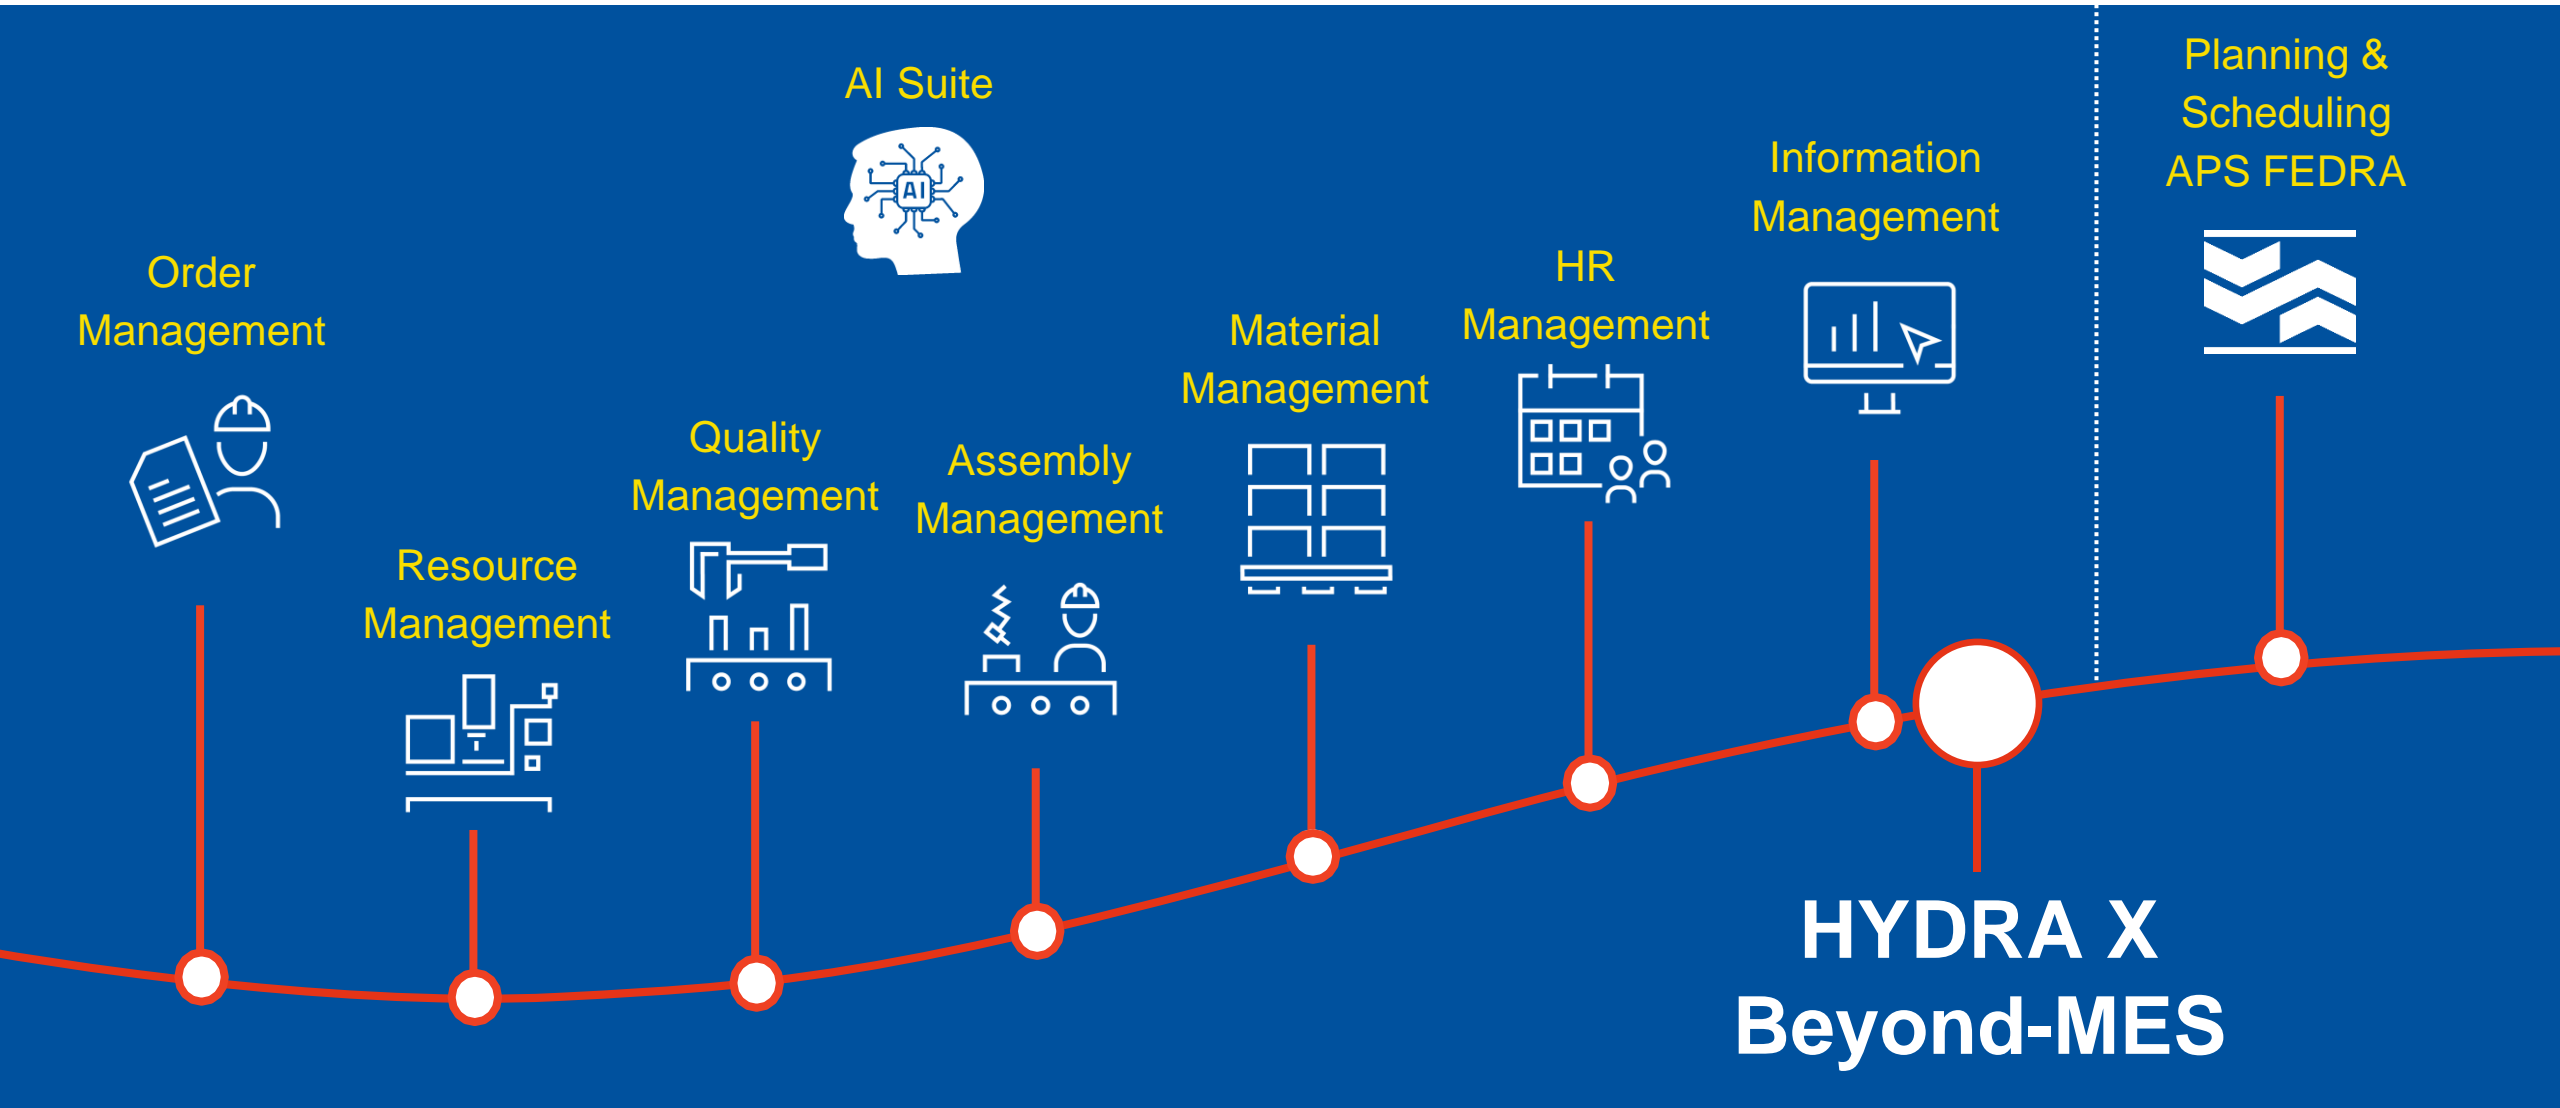 AI Suite
AI
Order
Management
Resource
Management
Quality
Management
Assembly
Management
Material
Management
HR
Management
Information
Management
Planning &
Scheduling
APS FEDRA
HYDRA X
Beyond-MES